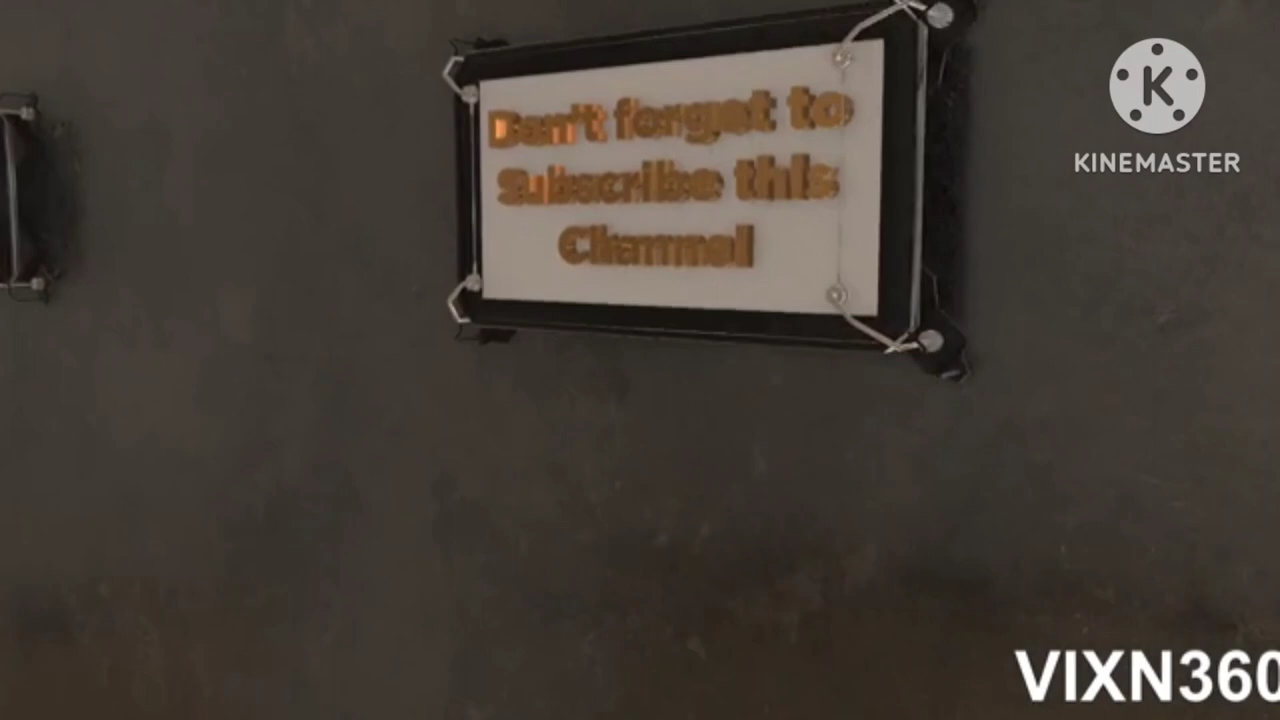 Don't forget to
Subscribe this
Channel
KINEMASTER
VIXN360